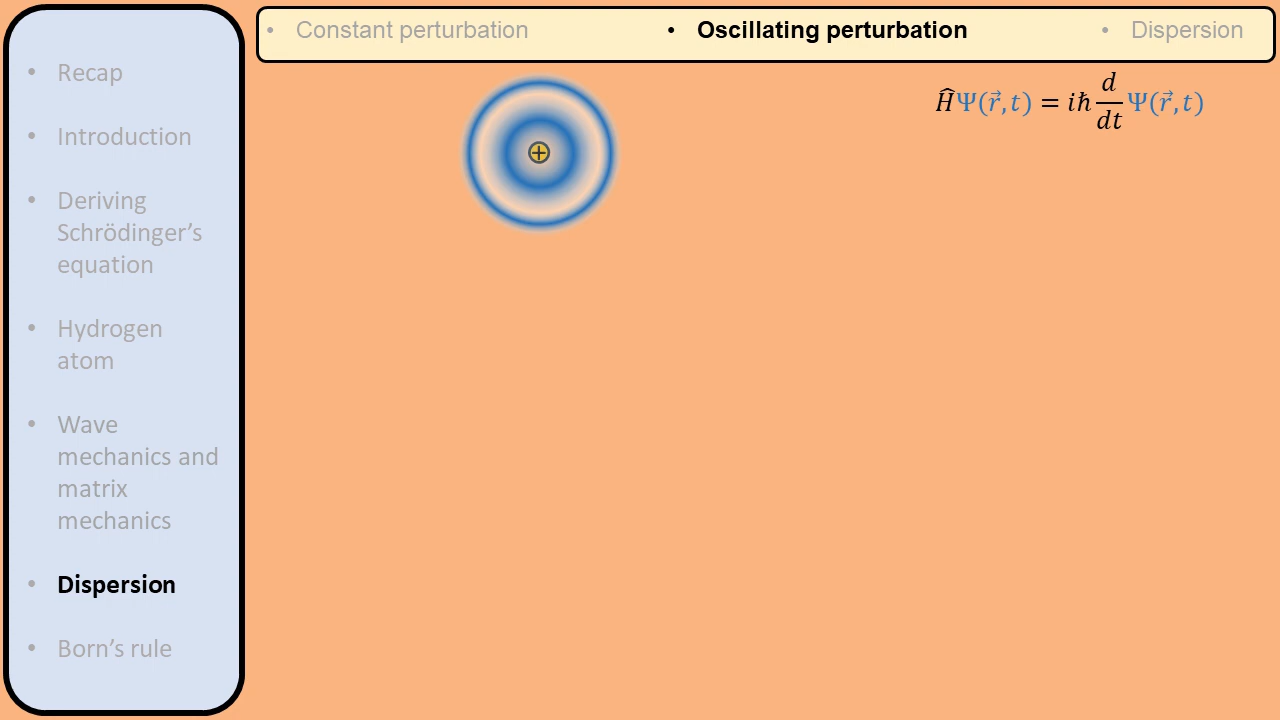 • Constant perturbation • Oscillating perturbation • Dispersion
• Recap
• Introduction
• Deriving
Schrödinger’s
equation
• Hydrogen
atom
• Wave
mechanics and
matrix
mechanics
• Dispersion
• Born’s rule
+
ĤΨ(r⃗,t) = iħ d/dt Ψ(r⃗,t)